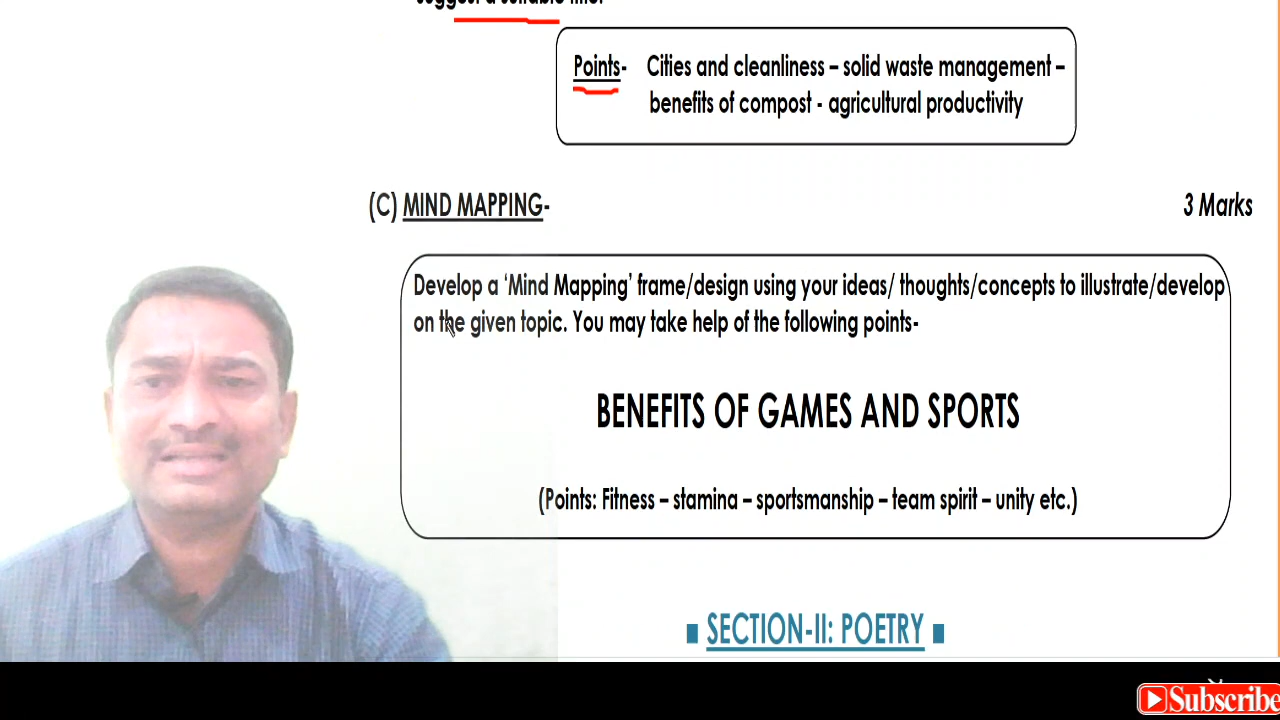 suggest a suitable title.
Points- Cities and cleanliness – solid waste management –
benefits of compost - agricultural productivity
(C) MIND MAPPING-
3 Marks
Develop a ‘Mind Mapping’ frame/design using your ideas/ thoughts/concepts to illustrate/develop
on the given topic. You may take help of the following points-
BENEFITS OF GAMES AND SPORTS
(Points: Fitness – stamina – sportsmanship – team spirit – unity etc.)
SECTION-II: POETRY
Subscribe